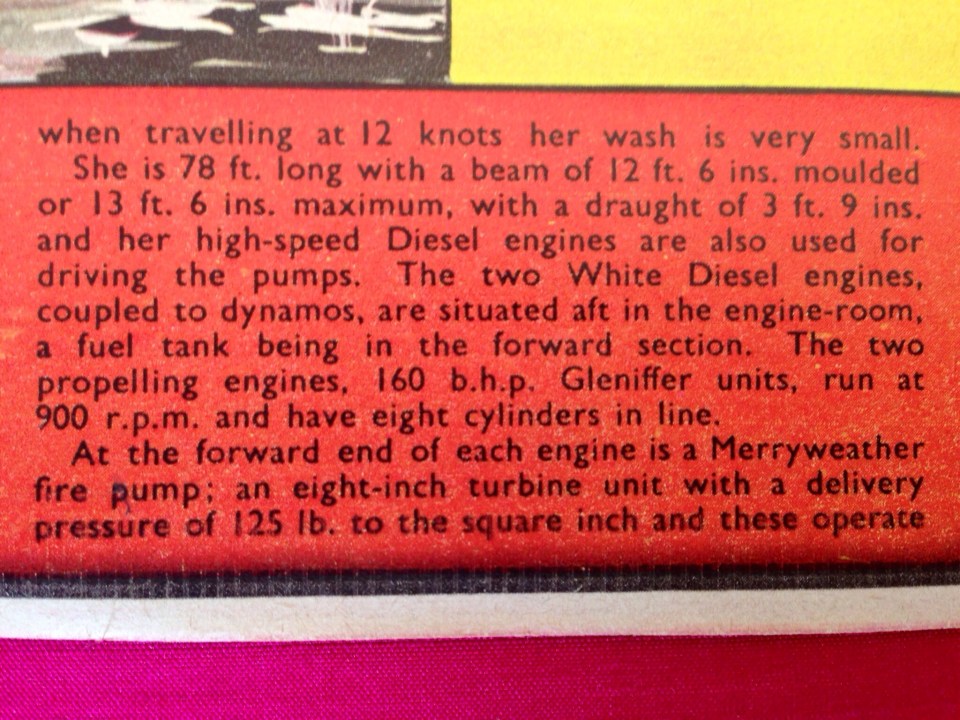 when travelling at 12 knots her wash is very small.
She is 78 ft. long with a beam of 12 ft. 6 ins. moulded
or 13 ft. 6 ins. maximum, with a draught of 3 ft. 9 ins.
and her high-speed Diesel engines are also used for
driving the pumps. The two White Diesel engines,
coupled to dynamos, are situated aft in the engine-room,
a fuel tank being in the forward section. The two
propelling engines, 160 b.h.p. Gleniffer units, run at
900 r.p.m. and have eight cylinders in line.
At the forward end of each engine is a Merryweather
fire pump; an eight-inch turbine unit with a delivery
pressure of 125 lb. to the square inch and these operate